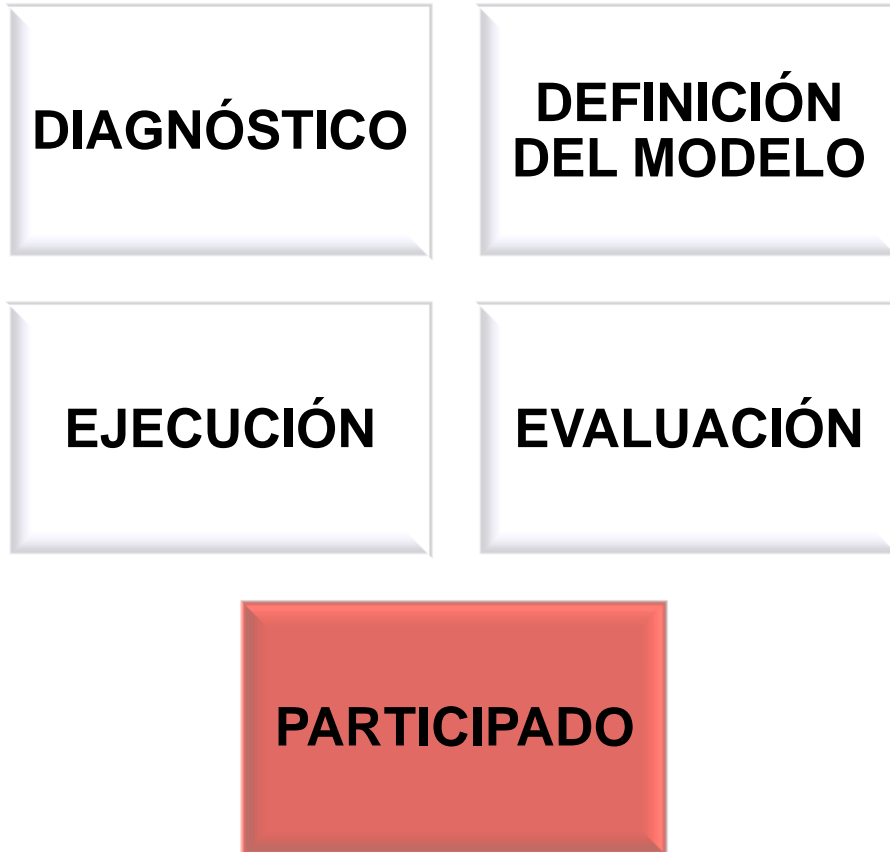 DIAGNÓSTICO
DEFINICIÓN
DEL MODELO
EJECUCIÓN
EVALUACIÓN
PARTICIPADO